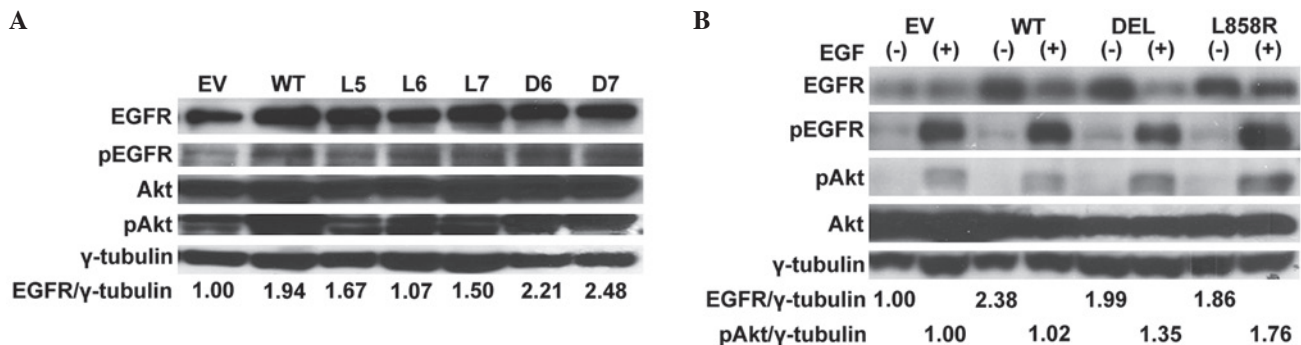 A
EV WT L5 L6 L7 D6 D7
EGFR
pEGFR
Akt
pAkt
γ-tubulin
EGFR/γ-tubulin 1.00 1.94 1.67 1.07 1.50 2.21 2.48
B
EV WT DEL L858R
EGF (-) (+) (-) (+) (-) (+) (-) (+)
EGFR
pEGFR
pAkt
Akt
γ-tubulin
EGFR/γ-tubulin 1.00 2.38 1.99 1.86
pAkt/γ-tubulin 1.00 1.02 1.35 1.76